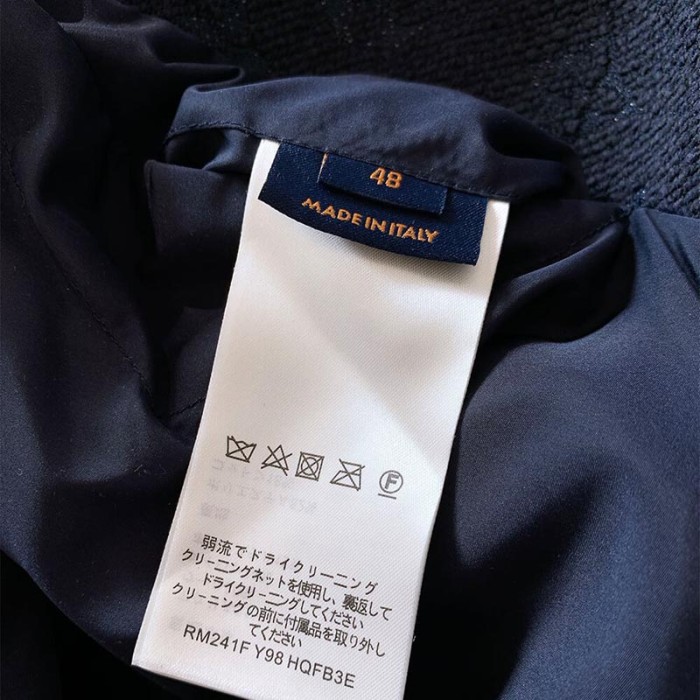 48
MADE IN ITALY
F
弱流でドライクリーニング
クリーニングネットを使用し、裏返して
ドライクリーニングしてください
クリーニングの前に付属品を取り外し
てください
RM241F Y98 HQFB3E